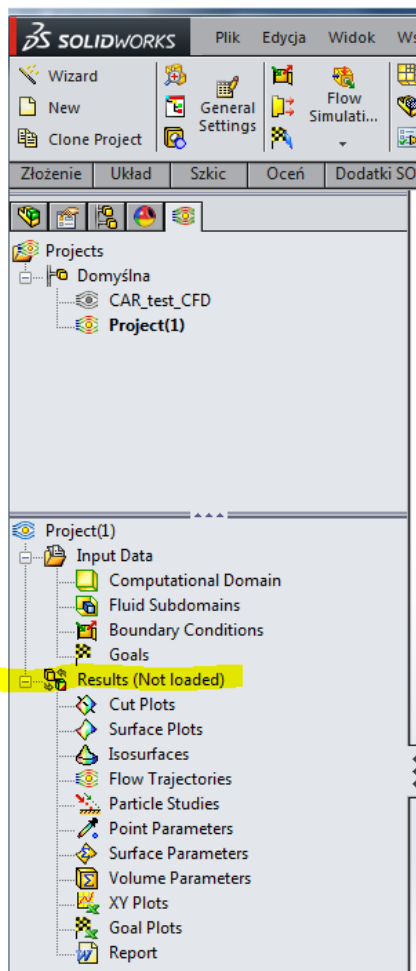 SOLIDWORKS Plik Edycja Widok
Wizard
New
Clone Project
General
Settings
Flow
Simulati...
Złożenie Układ Szkic Oceń Dodatki SO
Projects
Domyślna
CAR_test_CFD
Project(1)
Project(1)
Input Data
Computational Domain
Fluid Subdomains
Boundary Conditions
Goals
Results (Not loaded)
Cut Plots
Surface Plots
Isosurfaces
Flow Trajectories
Particle Studies
Point Parameters
Surface Parameters
Volume Parameters
XY Plots
Goal Plots
Report